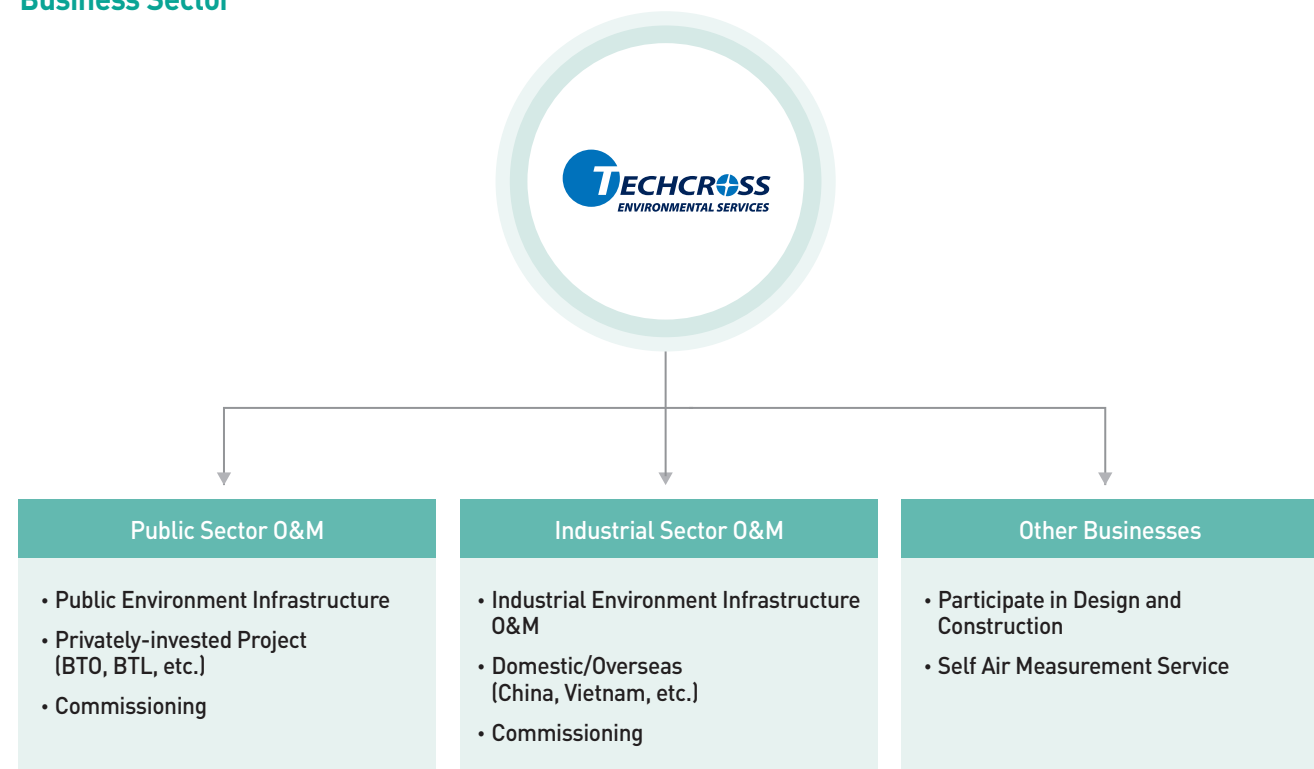 Business Sector
TECHCROSS
ENVIRONMENTAL SERVICES
Public Sector O&M
• Public Environment Infrastructure
• Privately-invested Project
(BTO, BTL, etc.)
• Commissioning
Industrial Sector O&M
• Industrial Environment Infrastructure
O&M
• Domestic/Overseas
(China, Vietnam, etc.)
• Commissioning
Other Businesses
• Participate in Design and
Construction
• Self Air Measurement Service